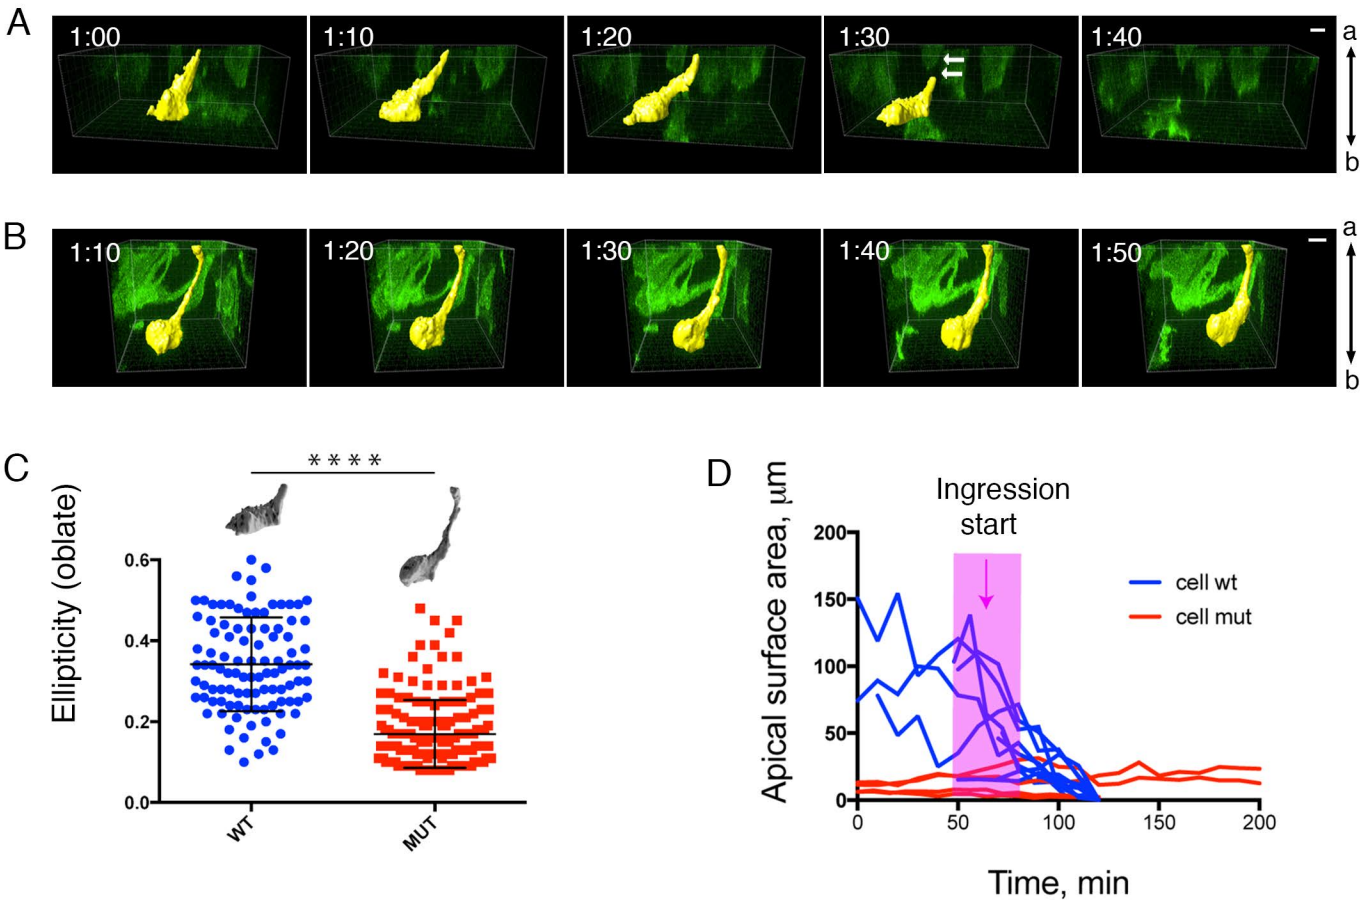 A
1:00 1:10 1:20 1:30 1:40
a
b
B
1:10 1:20 1:30 1:40 1:50
a
b
C
****
Ellipticity (oblate)
0.6
0.4
0.2
0.0
WT MUT
D
Apical surface area, μm
Ingression
start
200
150
100
50
0
cell wt
cell mut
0 50 100 150 200
Time, min